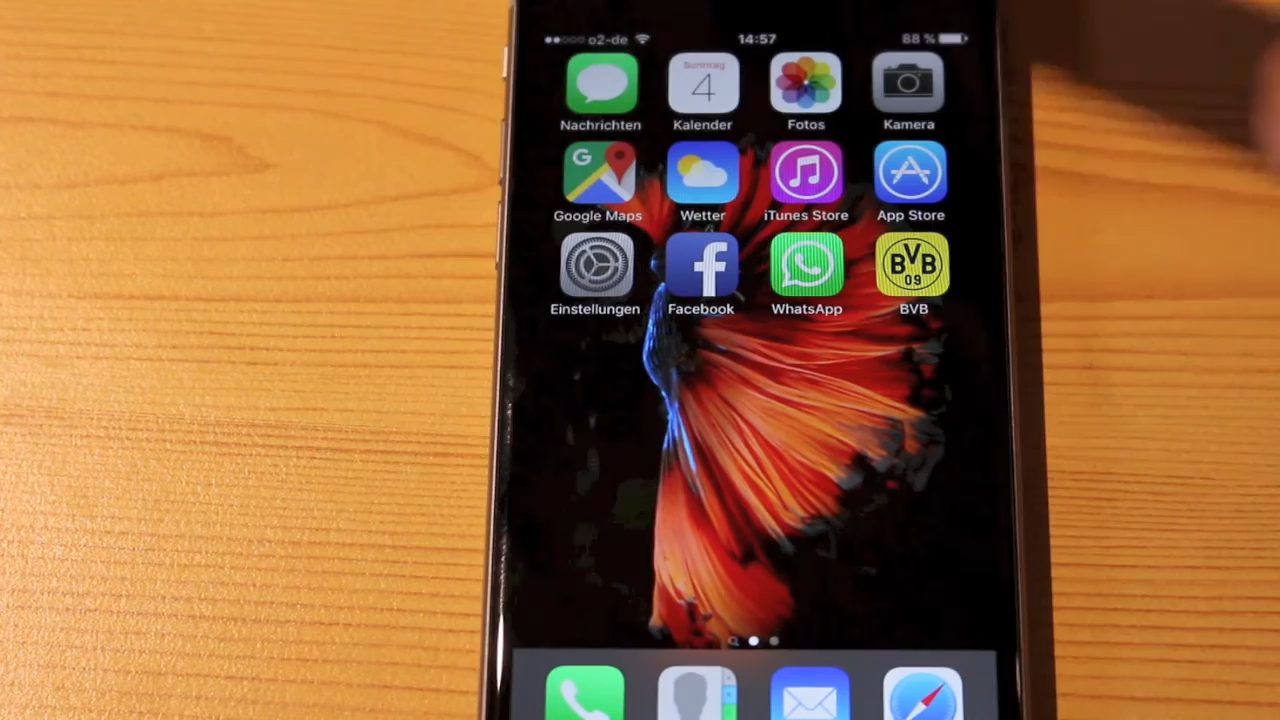 o2-de 14:57 88 %
Sonntag
4
Nachrichten Kalender Fotos Kamera
G
Google Maps Wetter iTunes Store App Store
BVB
09
Einstellungen Facebook WhatsApp BVB